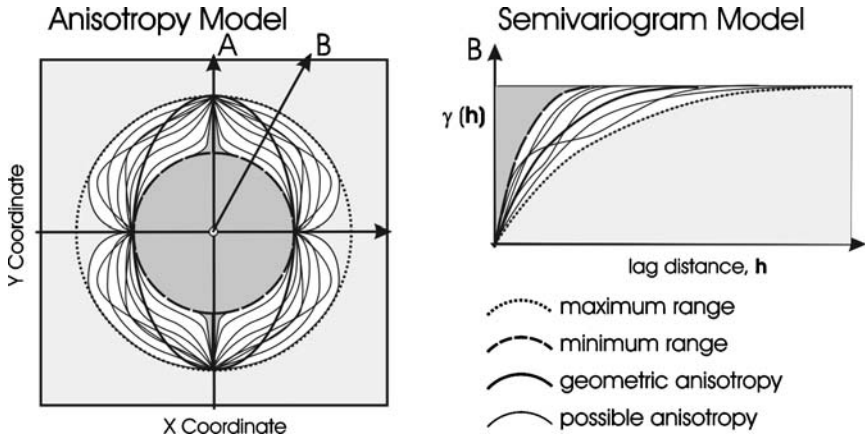 Anisotropy Model
A
B
Y Coordinate
X Coordinate
Semivariogram Model
B
γ (h)
lag distance, h
maximum range
minimum range
geometric anisotropy
possible anisotropy